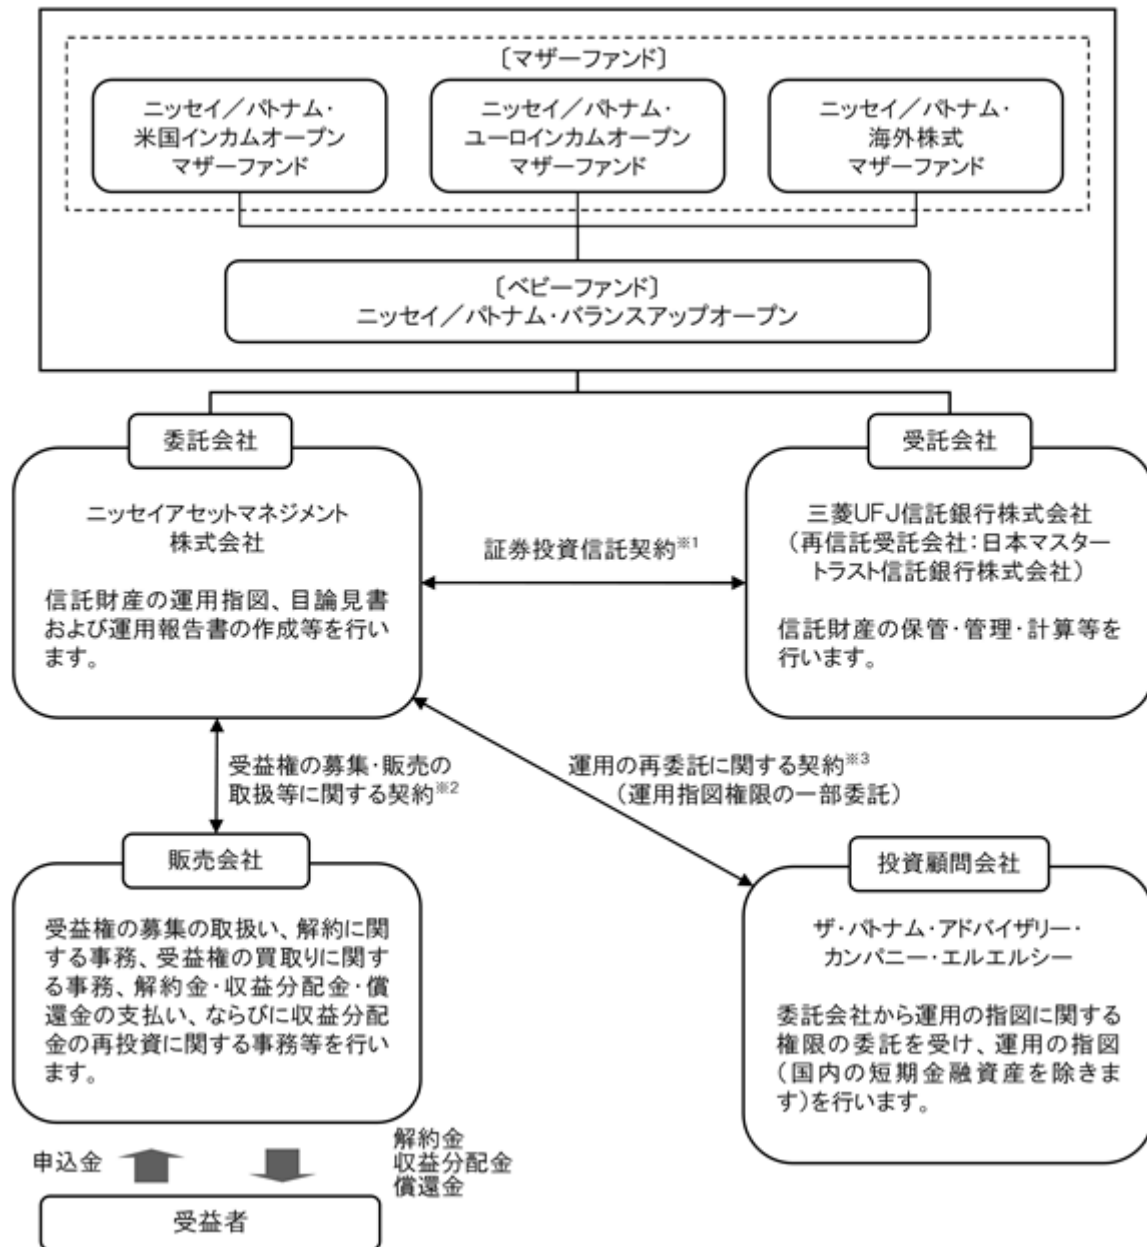 〔マザーファンド〕
ニッセイ／パトナム・
米国インカムオープン
マザーファンド
ニッセイ／パトナム・
ユーロインカムオープン
マザーファンド
ニッセイ／パトナム・
海外株式
マザーファンド
〔ベビーファンド〕
ニッセイ／パトナム・バランスアップオープン
委託会社
ニッセイアセットマネジメント
株式会社
信託財産の運用指図、目論見書
および運用報告書の作成等を行い
ます。
証券投資信託契約※1
受託会社
三菱UFJ信託銀行株式会社
（再信託受託会社：日本マスター
トラスト信託銀行株式会社）
信託財産の保管・管理・計算等を
行います。
受益権の募集・販売の
取扱等に関する契約※2
運用の再委託に関する契約※3
（運用指図権限の一部委託）
販売会社
受益権の募集の取扱い、解約に関
する事務、受益権の買取りに関す
る事務、解約金・収益分配金・償
還金の支払い、ならびに収益分配
金の再投資に関する事務等を行い
ます。
投資顧問会社
ザ・パトナム・アドバイザリー・
カンパニー・エルエルシー
委託会社から運用の指図に関する
権限の委託を受け、運用の指図
（国内の短期金融資産を除きま
す）を行います。
申込金
解約金
収益分配金
償還金
受益者